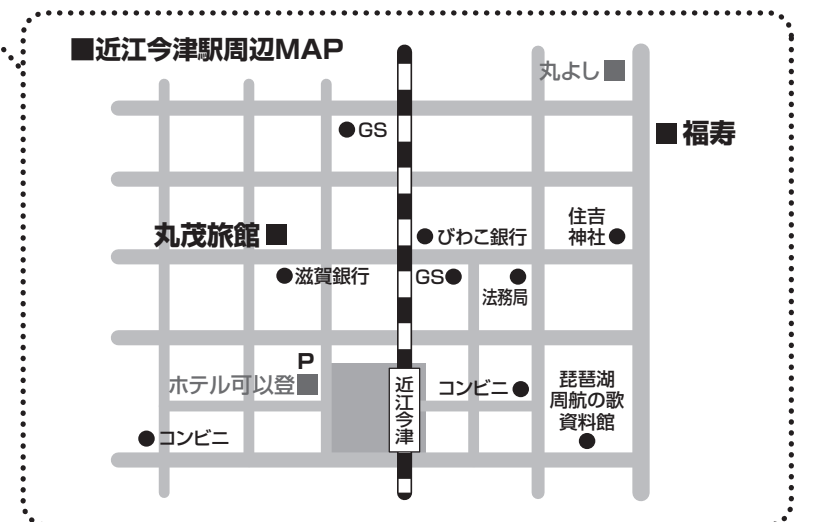 ■近江今津駅周辺MAP
丸よし■
●GS
■福寿
住吉
神社●
丸茂旅館■
●びわこ銀行
●滋賀銀行
GS●
法務局
P
ホテル可以登■
近江今津
コンビニ●
琵琶湖
周航の歌
資料館
●コンビニ